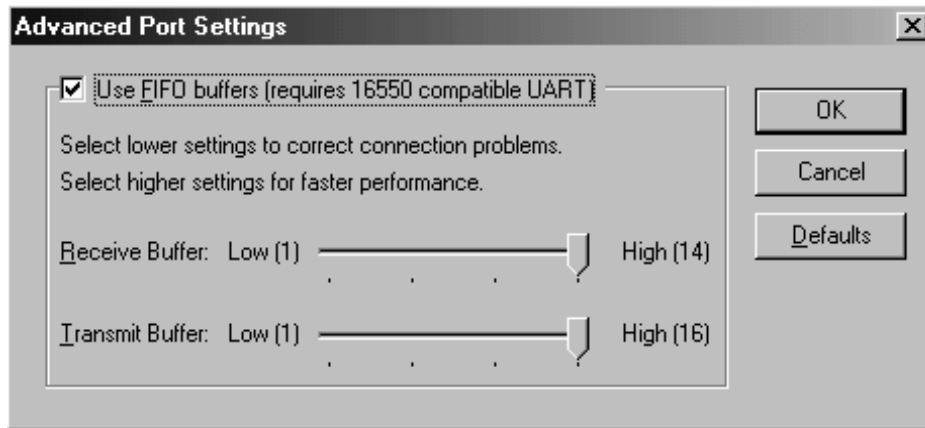 Advanced Port Settings
Use FIFO buffers (requires 16550 compatible UART)
Select lower settings to correct connection problems.
Select higher settings for faster performance.
Receive Buffer: Low (1) High (14)
Transmit Buffer: Low (1) High (16)
OK
Cancel
Defaults